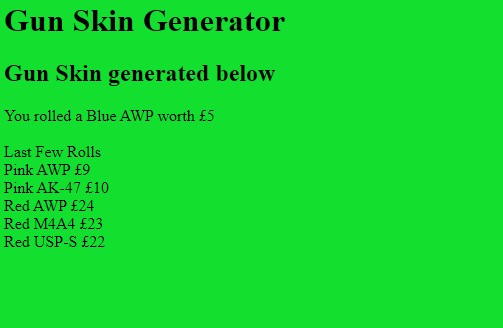 Gun Skin Generator
Gun Skin generated below
You rolled a Blue AWP worth £5
Last Few Rolls
Pink AWP £9
Pink AK-47 £10
Red AWP £24
Red M4A4 £23
Red USP-S £22